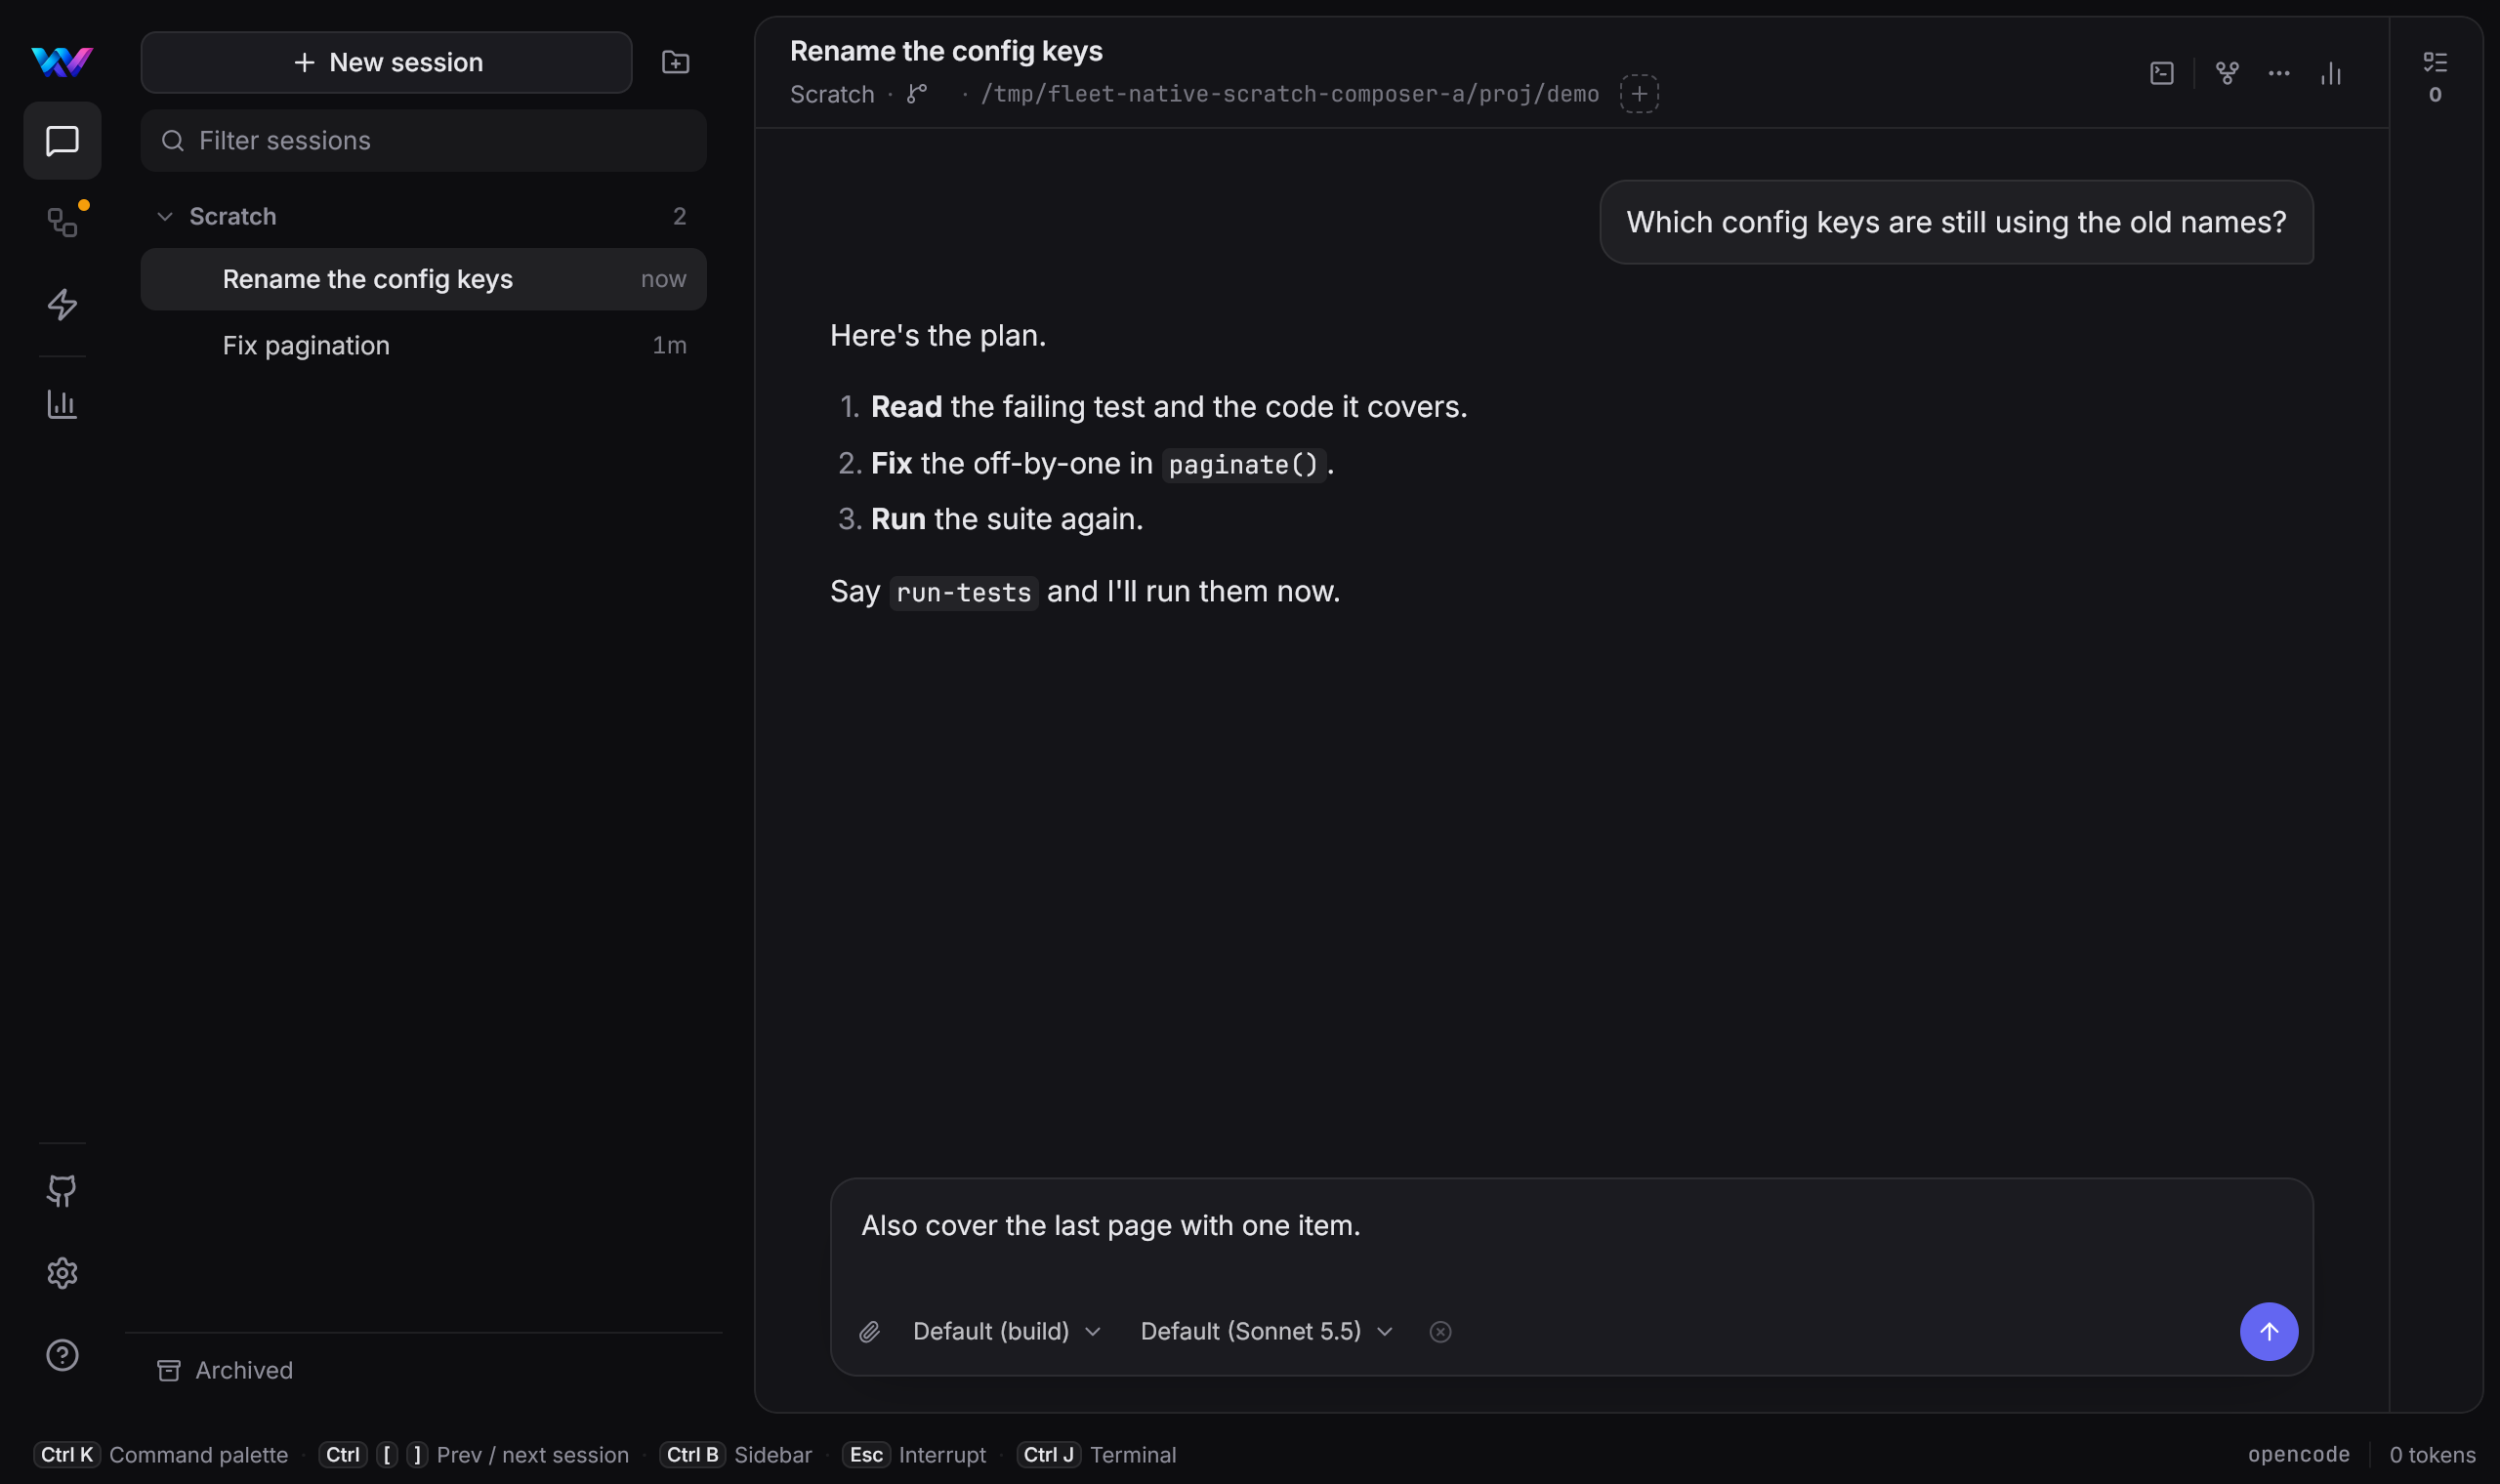 New session
Filter sessions
Scratch 2
Rename the config keys now
Fix pagination 1m
Archived
Rename the config keys
Scratch · · /tmp/fleet-native-scratch-composer-a/proj/demo
0
Which config keys are still using the old names?
Here's the plan.
1. Read the failing test and the code it covers.
2. Fix the off-by-one in paginate().
3. Run the suite again.
Say run-tests and I'll run them now.
Also cover the last page with one item.
Default (build) Default (Sonnet 5.5)
Ctrl K Command palette · Ctrl [ ] Prev / next session · Ctrl B Sidebar · Esc Interrupt · Ctrl J Terminal
opencode 0 tokens